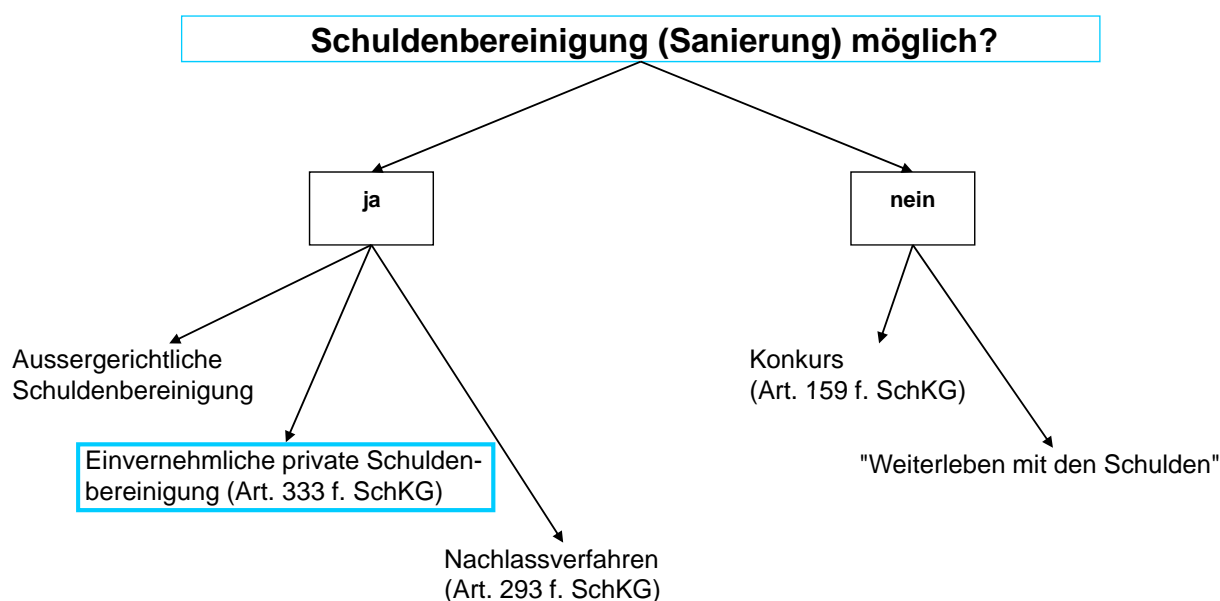 Schuldenbereinigung (Sanierung) möglich?
ja
nein
Aussergerichtliche
Schuldenbereinigung
Konkurs
(Art. 159 f. SchKG)
Einvernehmliche private Schulden-
bereinigung (Art. 333 f. SchKG)
"Weiterleben mit den Schulden"
Nachlassverfahren
(Art. 293 f. SchKG)